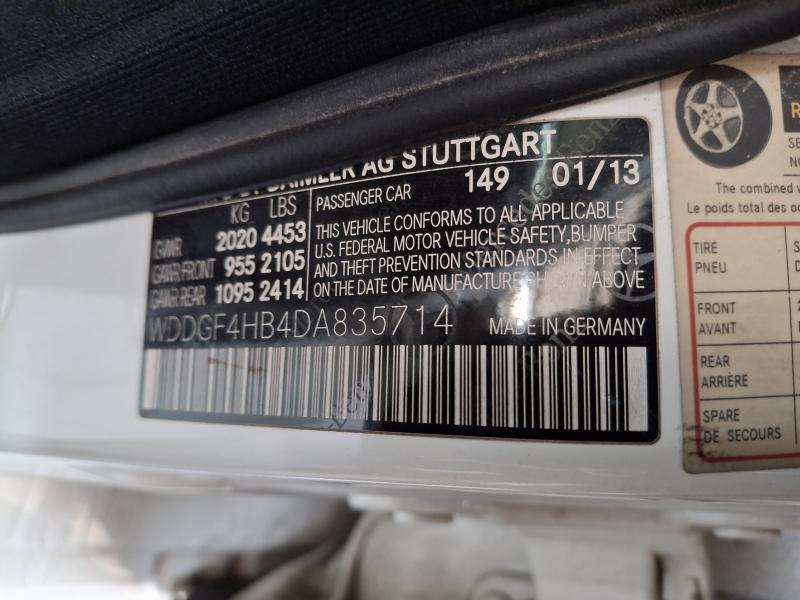 DAIMLER AG STUTTGART
PASSENGER CAR 149 01/13
KG LBS
GVWR 2020 4453
GAWR FRONT 955 2105
GAWR REAR 1095 2414
THIS VEHICLE CONFORMS TO ALL APPLICABLE
U.S. FEDERAL MOTOR VEHICLE SAFETY, BUMPER
AND THEFT PREVENTION STANDARDS IN EFFECT
ON THE DATE OF MANUFACTURE SHOWN ABOVE
WDDGF4HB4DA835714 MADE IN GERMANY
The combined
Le poids total des
TIRE
PNEU
FRONT
AVANT
REAR
ARRIÈRE
SPARE
DE SECOURS